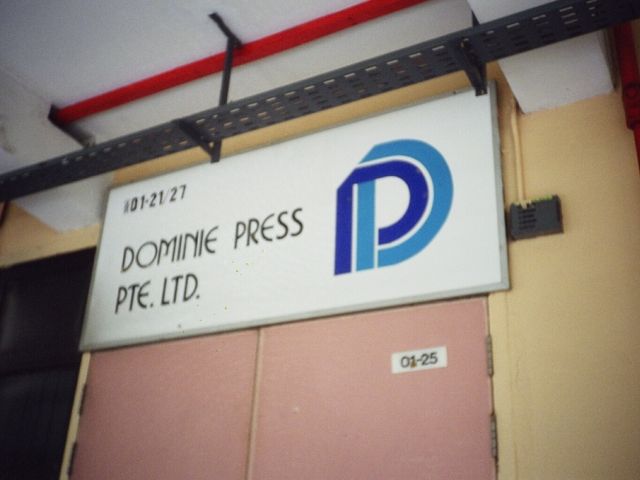 #01-21/27
DOMINIE PRESS
PTE. LTD.
01-25